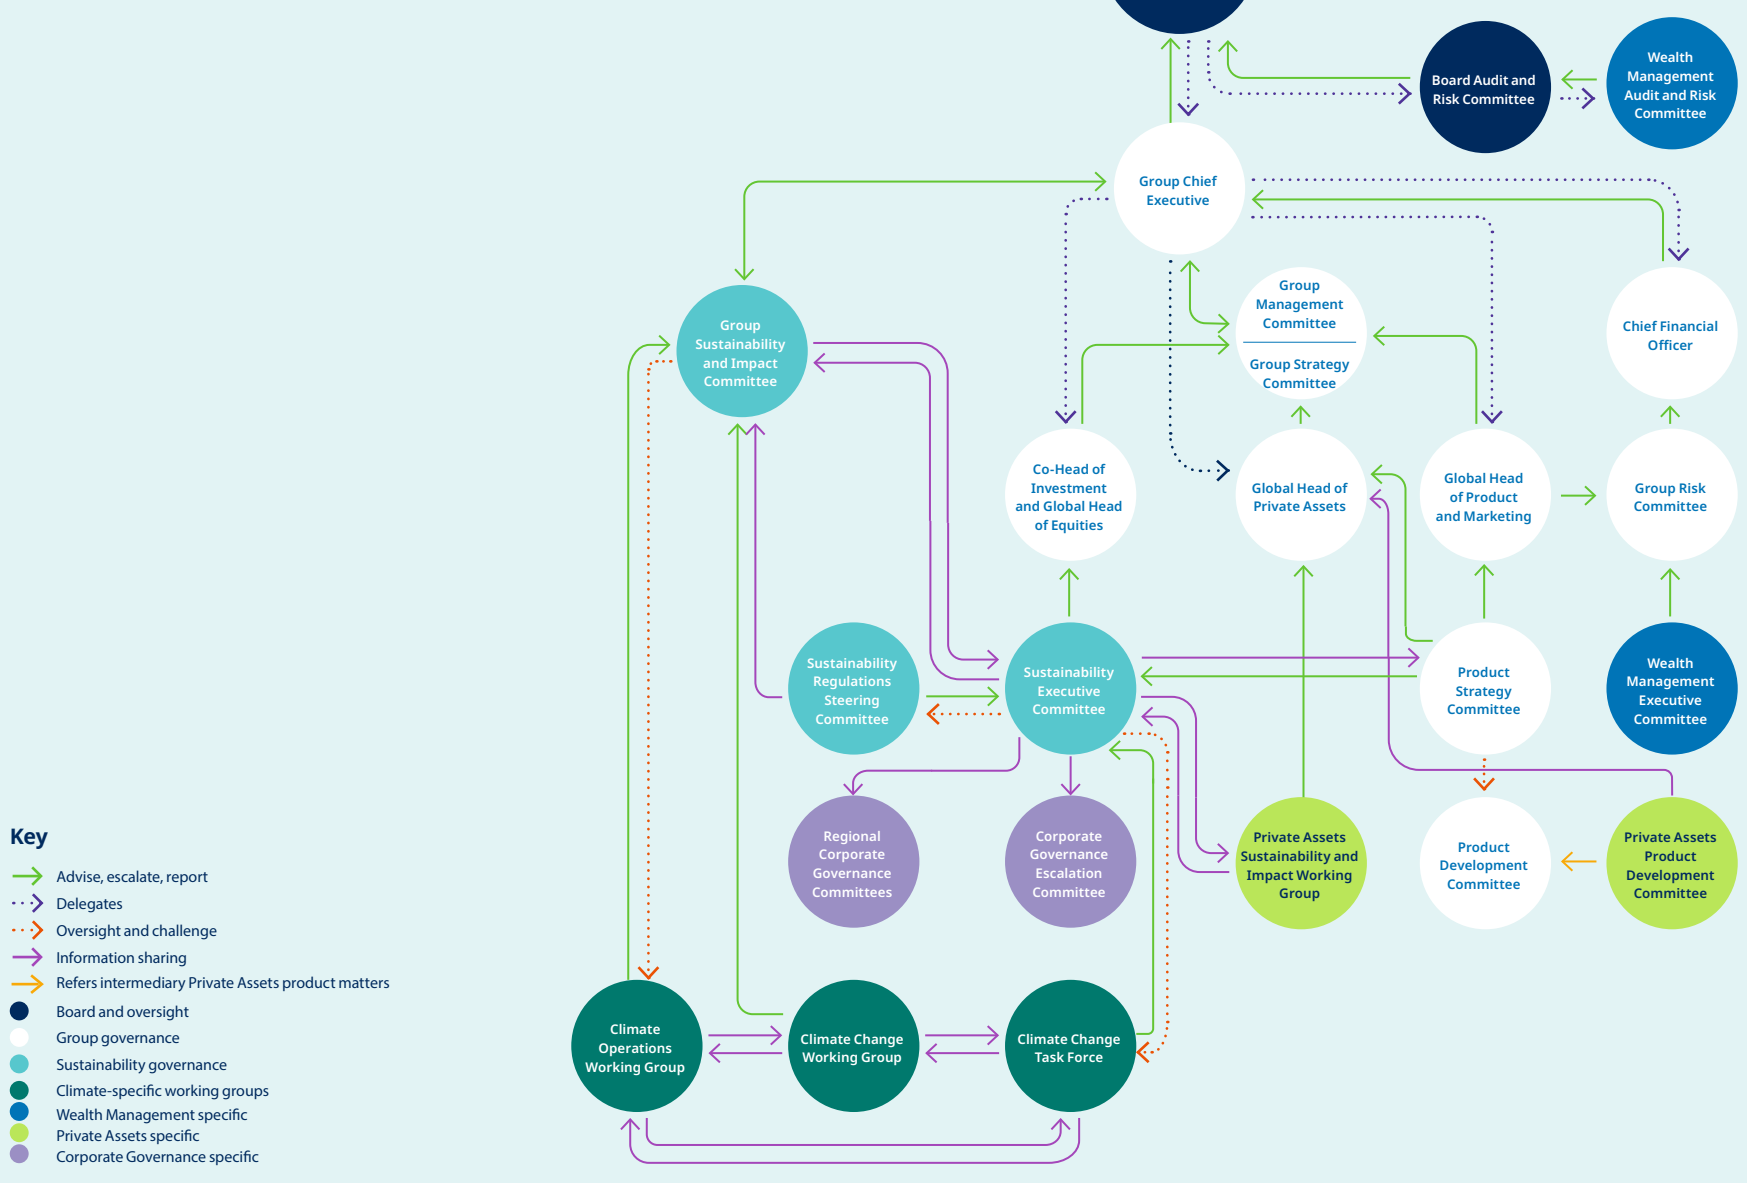 Board Audit and
Risk Committee
Wealth
Management
Audit and Risk
Committee
Group Chief
Executive
Group
Sustainability
and Impact
Committee
Group
Management
Committee
Group Strategy
Committee
Chief Financial
Officer
Co-Head of
Investment
and Global Head
of Equities
Global Head of
Private Assets
Global Head
of Product
and Marketing
Group Risk
Committee
Sustainability
Regulations
Steering
Committee
Sustainability
Executive
Committee
Product
Strategy
Committee
Wealth
Management
Executive
Committee
Regional
Corporate
Governance
Committees
Corporate
Governance
Escalation
Committee
Private Assets
Sustainability and
Impact Working
Group
Product
Development
Committee
Private Assets
Product
Development
Committee
Climate
Operations
Working Group
Climate Change
Working Group
Climate Change
Task Force
Key
Advise, escalate, report
Delegates
Oversight and challenge
Information sharing
Refers intermediary Private Assets product matters
Board and oversight
Group governance
Sustainability governance
Climate-specific working groups
Wealth Management specific
Private Assets specific
Corporate Governance specific